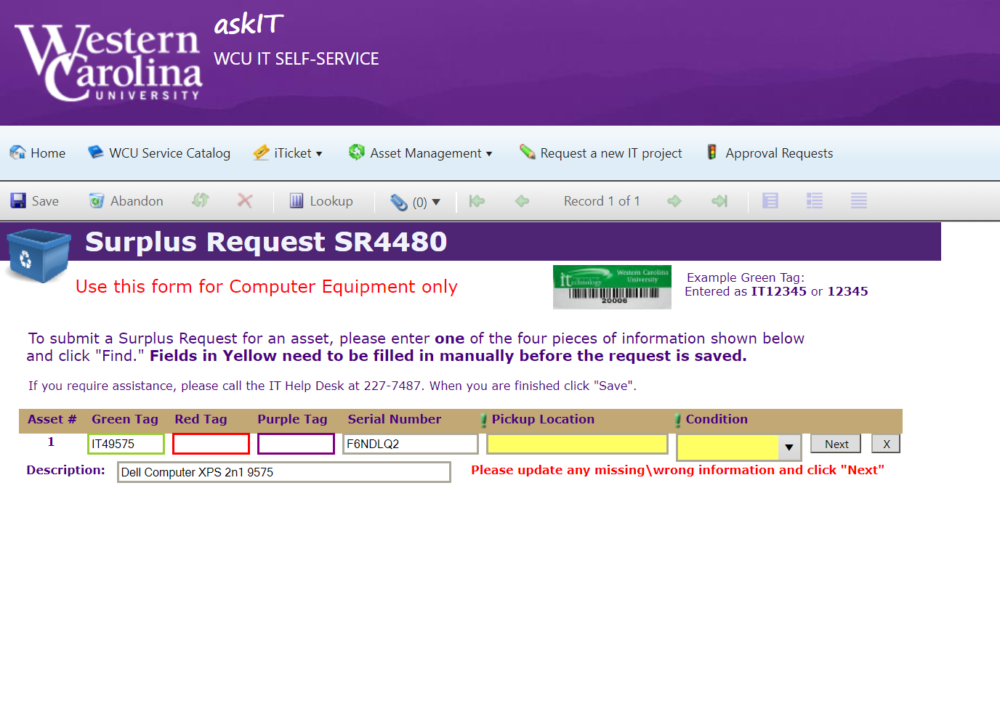 Western
Carolina
UNIVERSITY
askIT
WCU IT SELF-SERVICE
Home WCU Service Catalog iTicket Asset Management Request a new IT project Approval Requests
Save Abandon Lookup (0) Record 1 of 1
Surplus Request SR4480
Use this form for Computer Equipment only
it technology Western Carolina
University
20006
Example Green Tag:
Entered as IT12345 or 12345
To submit a Surplus Request for an asset, please enter one of the four pieces of information shown below
and click "Find." Fields in Yellow need to be filled in manually before the request is saved.
If you require assistance, please call the IT Help Desk at 227-7487. When you are finished click "Save".
Asset # Green Tag Red Tag Purple Tag Serial Number Pickup Location Condition
1 IT49575 F6NDLQ2 Next X
Description: Dell Computer XPS 2n1 9575 Please update any missing\wrong information and click "Next"